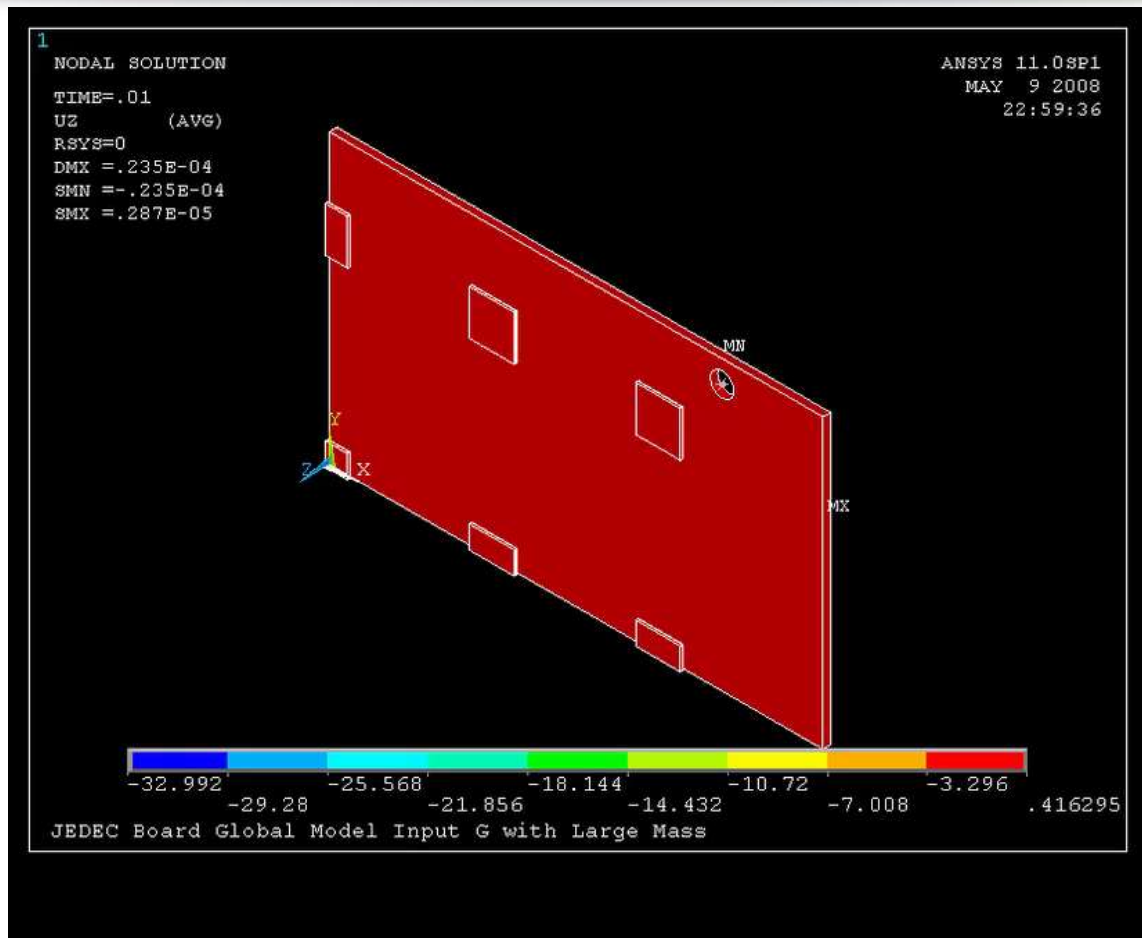 1
NODAL SOLUTION
TIME=.01
UZ (AVG)
RSYS=0
DMX =.235E-04
SMN =-.235E-04
SMX =.287E-05
ANSYS 11.0SP1
MAY 9 2008
22:59:36
MN
Y
Z X
MX
-32.992 -25.568 -18.144 -10.72 -3.296
-29.28 -21.856 -14.432 -7.008 .416295
JEDEC Board Global Model Input G with Large Mass